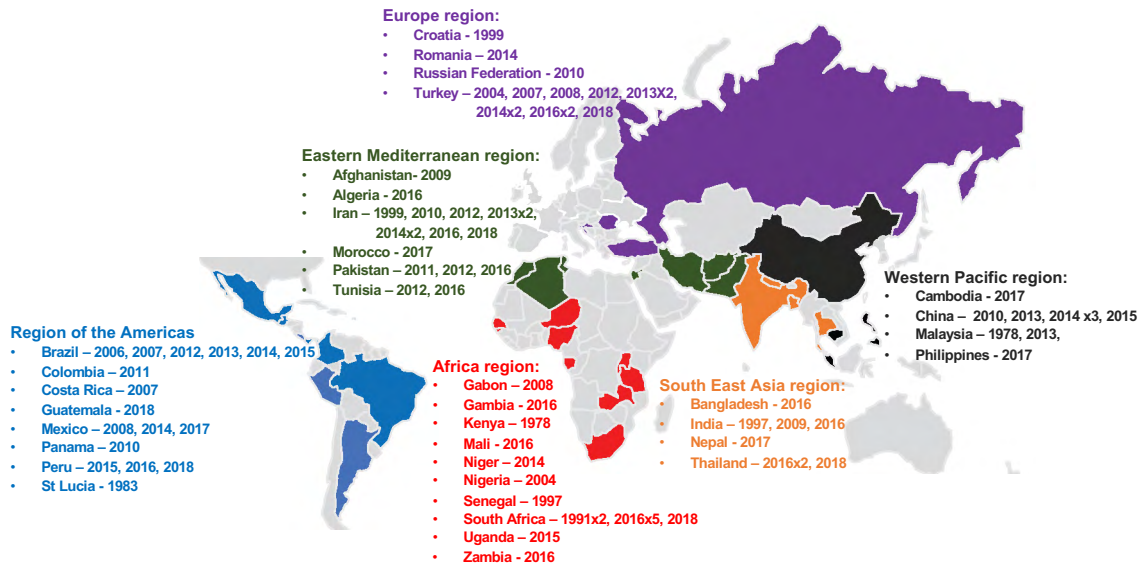 Europe region:
• Croatia - 1999
• Romania – 2014
• Russian Federation - 2010
• Turkey – 2004, 2007, 2008, 2012, 2013X2,
2014x2, 2016x2, 2018
Eastern Mediterranean region:
• Afghanistan- 2009
• Algeria - 2016
• Iran – 1999, 2010, 2012, 2013x2,
2014x2, 2016, 2018
• Morocco - 2017
• Pakistan – 2011, 2012, 2016
• Tunisia – 2012, 2016
Western Pacific region:
• Cambodia - 2017
• China – 2010, 2013, 2014 x3, 2015
• Malaysia – 1978, 2013,
• Philippines - 2017
Region of the Americas
• Brazil – 2006, 2007, 2012, 2013, 2014, 2015
• Colombia – 2011
• Costa Rica – 2007
• Guatemala - 2018
• Mexico – 2008, 2014, 2017
• Panama – 2010
• Peru – 2015, 2016, 2018
• St Lucia - 1983
Africa region:
• Gabon – 2008
• Gambia - 2016
• Kenya – 1978
• Mali - 2016
• Niger – 2014
• Nigeria – 2004
• Senegal – 1997
• South Africa – 1991x2, 2016x5, 2018
• Uganda – 2015
• Zambia - 2016
South East Asia region:
• Bangladesh - 2016
• India – 1997, 2009, 2016
• Nepal - 2017
• Thailand – 2016x2, 2018